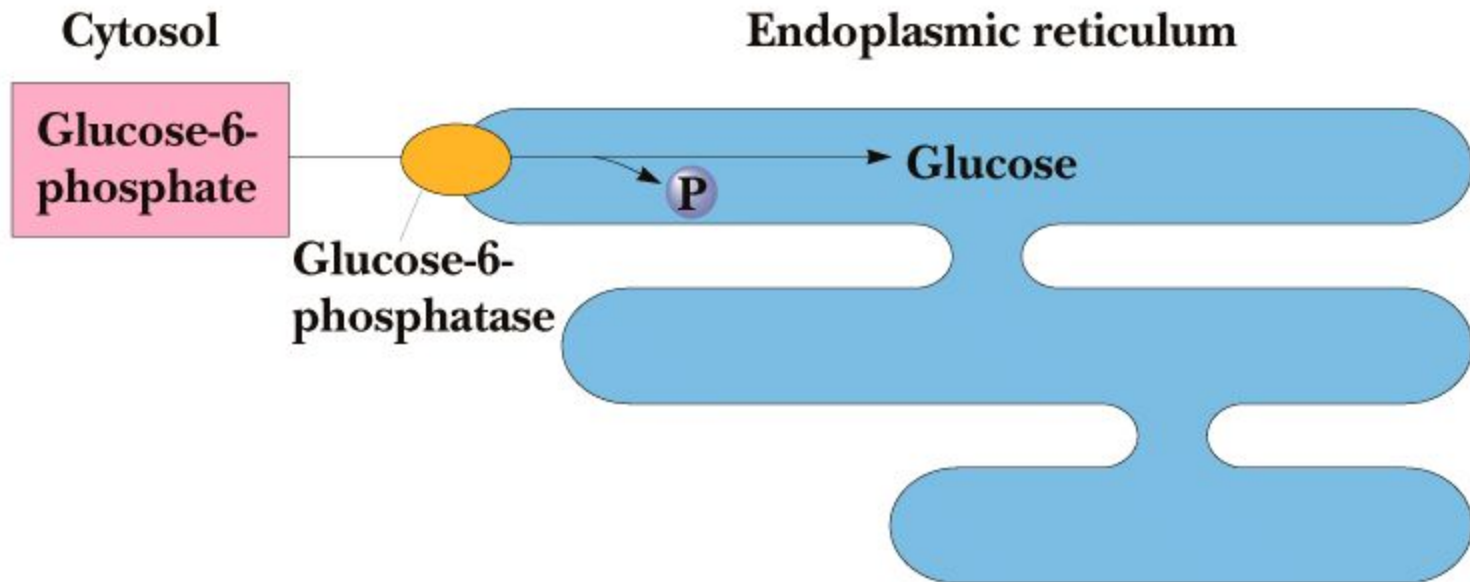 Cytosol
Endoplasmic reticulum
Glucose-6-
phosphate
P
Glucose
Glucose-6-
phosphatase